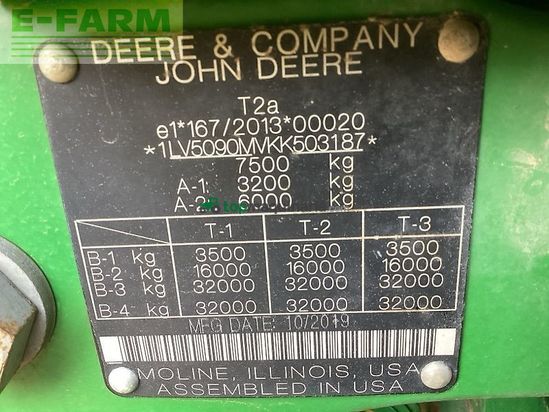 E-FARM
DEERE & COMPANY
JOHN DEERE
T2a
e1*167/2013*00020
*1LV5090MVKK503187*
7500 kg
A-1: 3200 kg
A-2: 6000 kg
T-1 T-2 T-3
B-1 kg 3500 3500 3500
B-2 kg 16000 16000 16000
B-3 kg 32000 32000 32000
B-4 kg 32000 32000 32000
MFG DATE: 10/2019
MOLINE, ILLINOIS, USA
ASSEMBLED IN USA